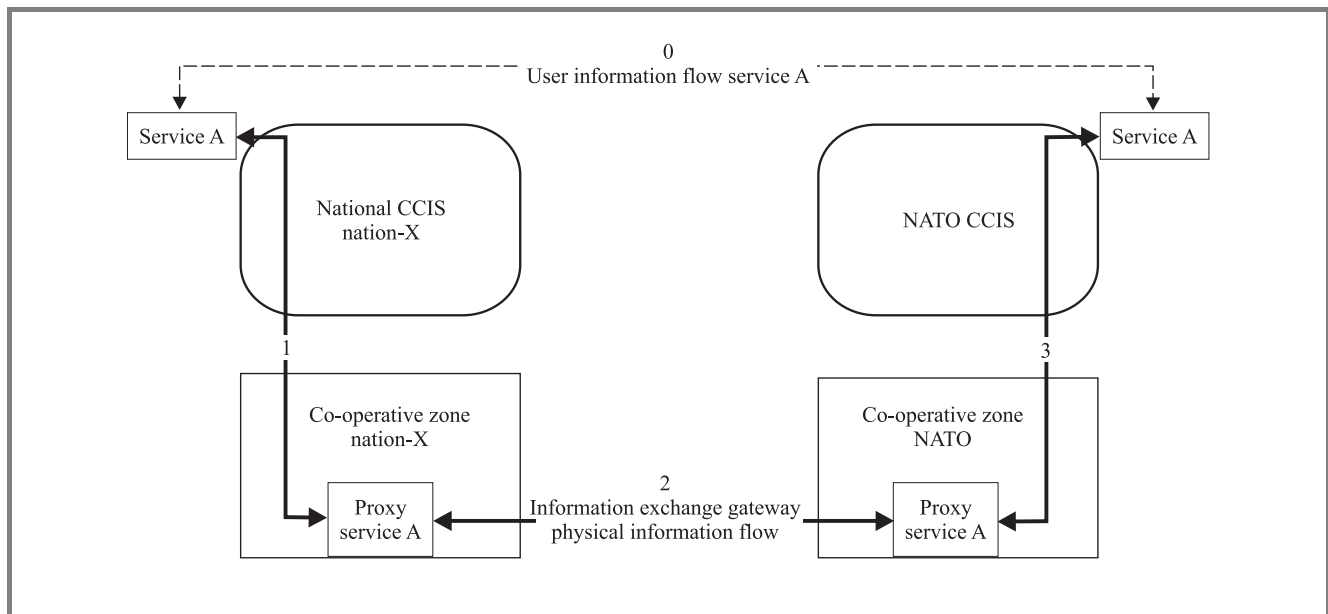 0
User information flow service A
Service A
Service A
National CCIS
nation-X
NATO CCIS
1
3
Co-operative zone
nation-X
Co-operative zone
NATO
2
Information exchange gateway
physical information flow
Proxy
service A
Proxy
service A